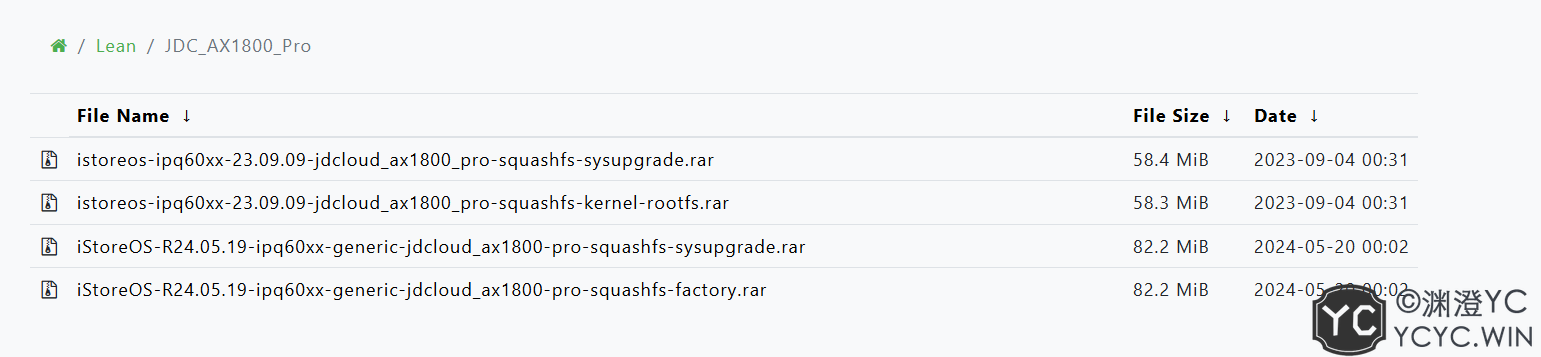 / Lean / JDC_AX1800_Pro
File Name ↓ File Size ↓ Date ↓
istoreos-ipq60xx-23.09.09-jdcloud_ax1800_pro-squashfs-sysupgrade.rar 58.4 MiB 2023-09-04 00:31
istoreos-ipq60xx-23.09.09-jdcloud_ax1800_pro-squashfs-kernel-rootfs.rar 58.3 MiB 2023-09-04 00:31
iStoreOS-R24.05.19-ipq60xx-generic-jdcloud_ax1800-pro-squashfs-sysupgrade.rar 82.2 MiB 2024-05-20 00:02
iStoreOS-R24.05.19-ipq60xx-generic-jdcloud_ax1800-pro-squashfs-factory.rar 82.2 MiB 2024-05-20 00:02
YC ©渊澄YC
YCYC.WIN